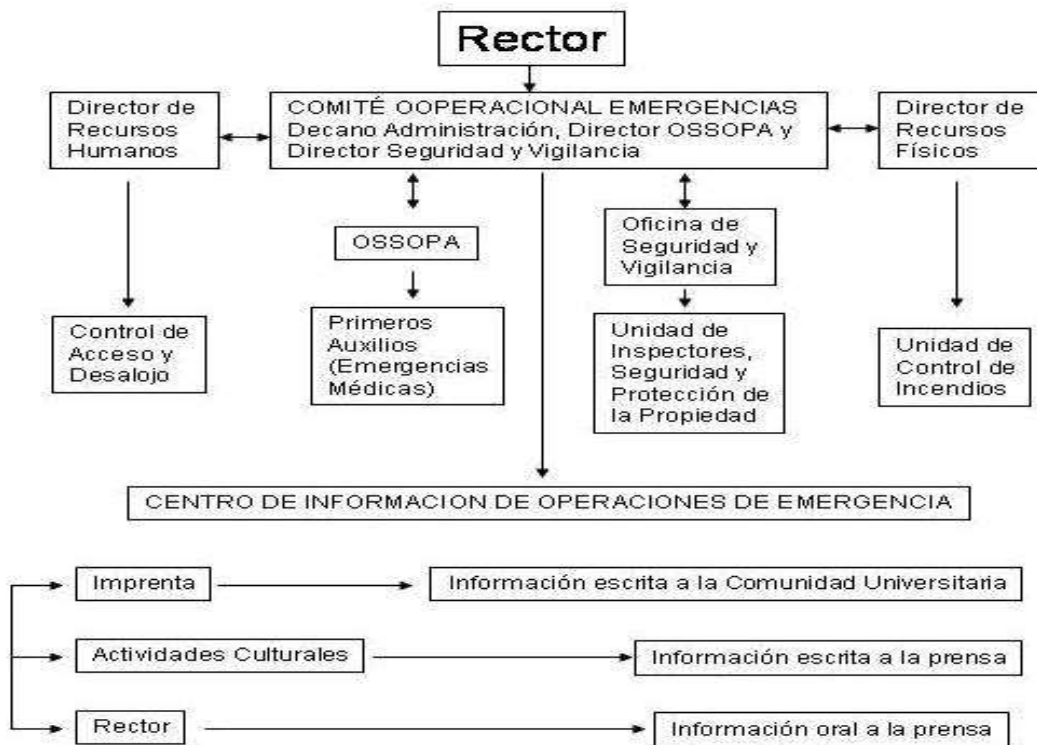 Rector
Director de
Recursos
Humanos
COMITÉ OOPERACIONAL EMERGENCIAS
Decano Administración, Director OSSOPA y
Director Seguridad y Vigilancia
Director de
Recursos
Físicos
OSSOPA
Oficina de
Seguridad y
Vigilancia
Control de
Acceso y
Desalojo
Primeros
Auxilios
(Emergencias
Médicas)
Unidad de
Inspectores,
Seguridad y
Protección de
la Propiedad
Unidad de
Control de
Incendios
CENTRO DE INFORMACION DE OPERACIONES DE EMERGENCIA
Imprenta
Información escrita a la Comunidad Universitaria
Actividades Culturales
Información escrita a la prensa
Rector
Información oral a la prensa